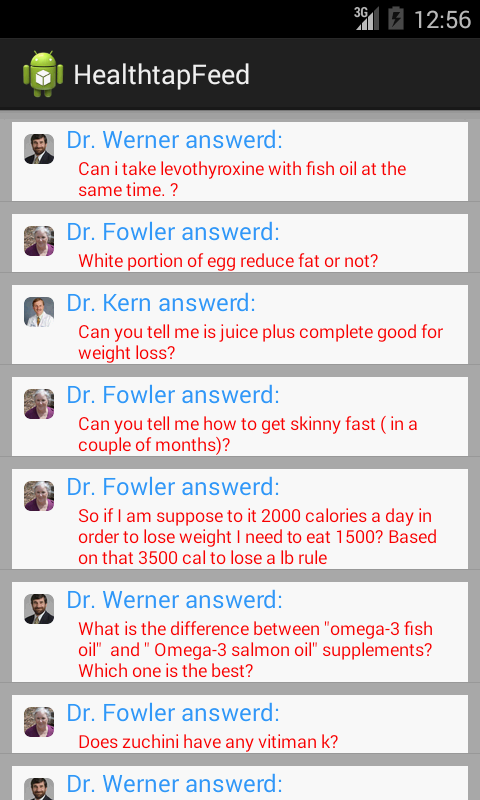 3G 12:56
HealthtapFeed
Dr. Werner answerd:
Can i take levothyroxine with fish oil at the
same time. ?
Dr. Fowler answerd:
White portion of egg reduce fat or not?
Dr. Kern answerd:
Can you tell me is juice plus complete good for
weight loss?
Dr. Fowler answerd:
Can you tell me how to get skinny fast ( in a
couple of months)?
Dr. Fowler answerd:
So if I am suppose to it 2000 calories a day in
order to lose weight I need to eat 1500? Based
on that 3500 cal to lose a lb rule
Dr. Werner answerd:
What is the difference between "omega-3 fish
oil"  and " Omega-3 salmon oil" supplements?
Which one is the best?
Dr. Fowler answerd:
Does zuchini have any vitiman k?
Dr. Werner answerd: